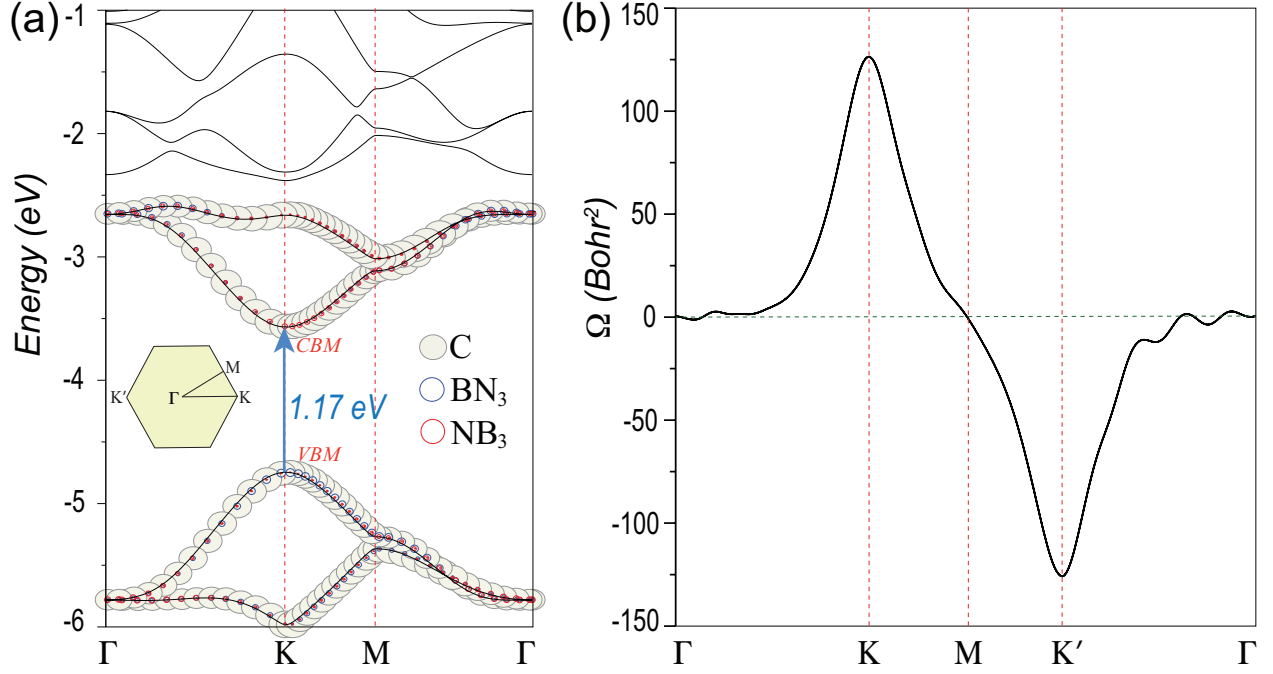 (a)
-1
-2
-3
-4
-5
-6
Energy (eV)
Γ
K
M
Γ
CBM
1.17 eV
VBM
K′
Γ
M
K
C
BN₃
NB₃
(b)
150
100
50
0
-50
-100
-150
Ω (Bohr²)
Γ
K
M
K′
Γ